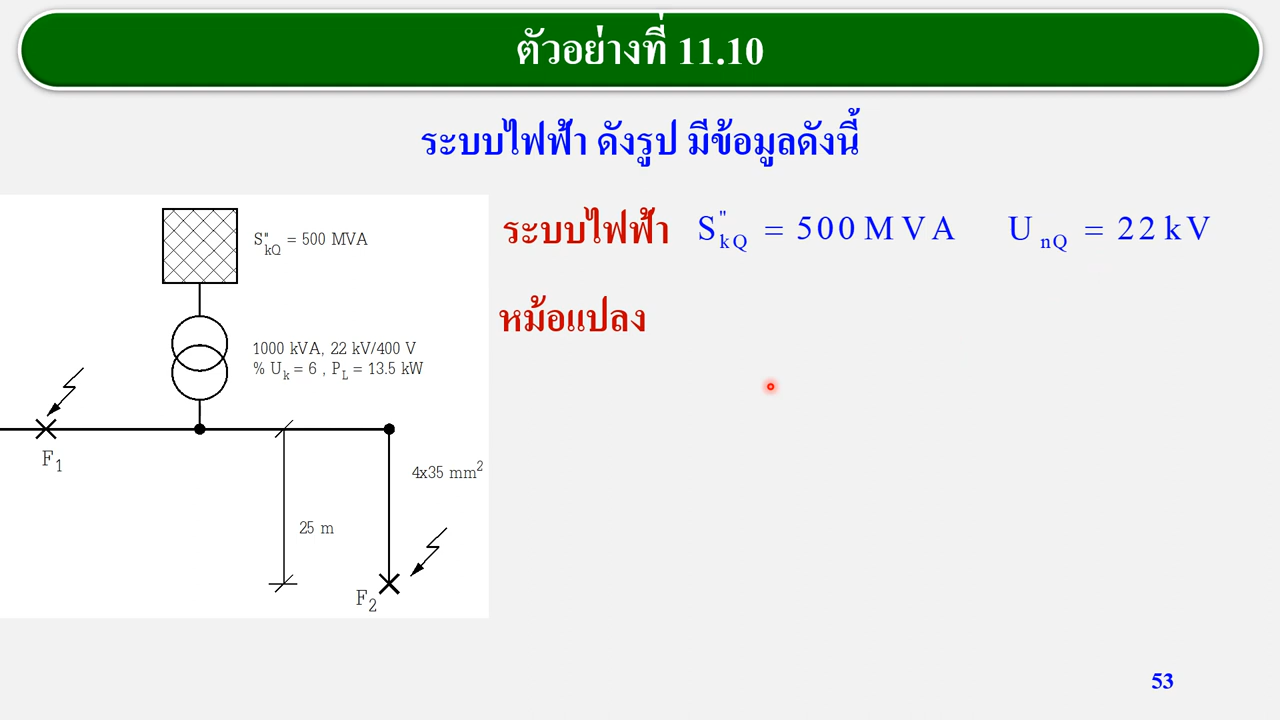 ตัวอย่างที่ 11.10
ระบบไฟฟ้า ดังรูป มีข้อมูลดังนี้
ระบบไฟฟ้า S"kQ = 500 MVA UnQ = 22 kV
หม้อแปลง
S"kQ = 500 MVA
1000 kVA, 22 kV/400 V
% Uk = 6 , PL = 13.5 kW
F1
4x35 mm2
25 m
F2
53